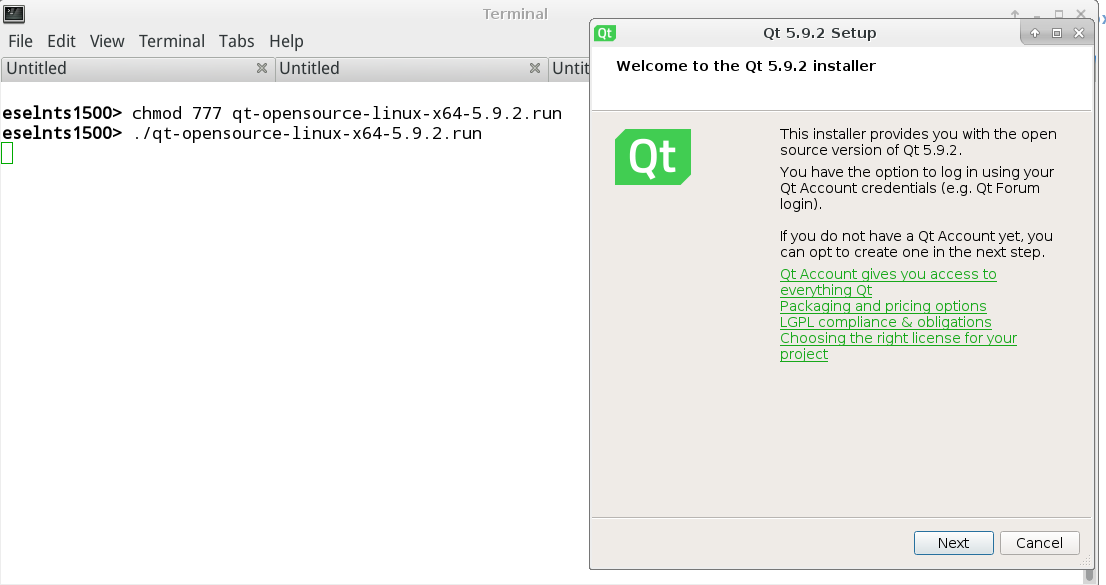 Terminal
File Edit View Terminal Tabs Help
Untitled
Untitled
Untit
eselnts1500> chmod 777 qt-opensource-linux-x64-5.9.2.run
eselnts1500> ./qt-opensource-linux-x64-5.9.2.run
Qt
Qt 5.9.2 Setup
Welcome to the Qt 5.9.2 installer
Qt
This installer provides you with the open
source version of Qt 5.9.2.
You have the option to log in using your
Qt Account credentials (e.g. Qt Forum
login).
If you do not have a Qt Account yet, you
can opt to create one in the next step.
Qt Account gives you access to
everything Qt
Packaging and pricing options
LGPL compliance & obligations
Choosing the right license for your
project
Next
Cancel